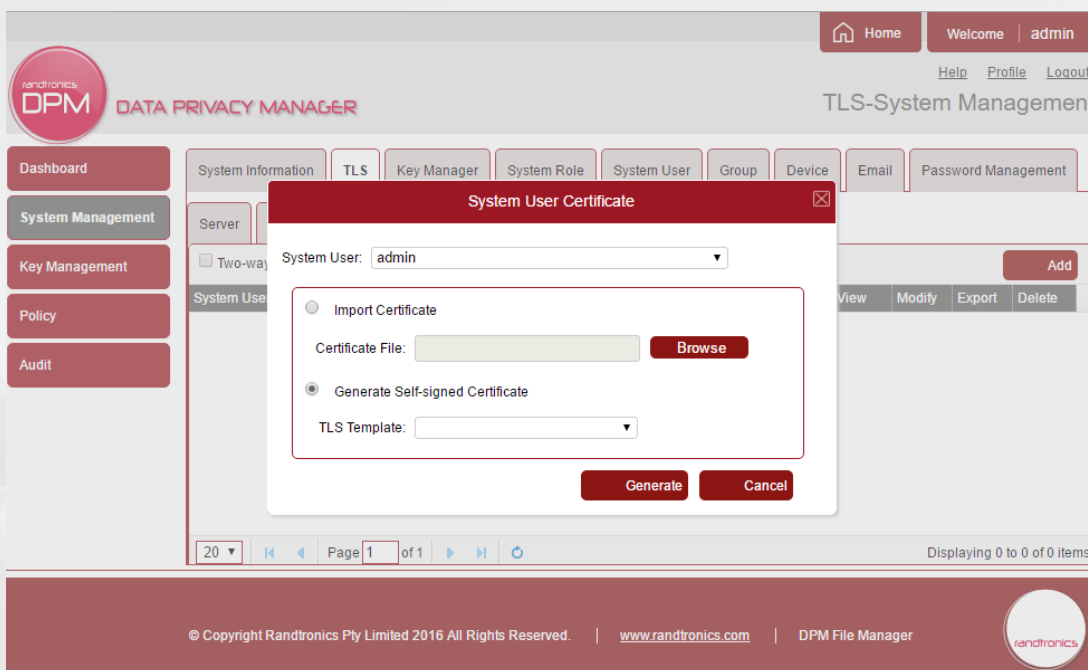 Home
Welcome | admin
Help Profile Logout
randtronics
DPM DATA PRIVACY MANAGER
TLS-System Managemen
Dashboard
System Management
Key Management
Policy
Audit
System Information TLS Key Manager System Role System User Group Device Email Password Management
Server
System User Certificate
Two-way
Add
System Use View Modify Export Delete
System User: admin
Import Certificate
Certificate File: Browse
Generate Self-signed Certificate
TLS Template:
Generate Cancel
20 Page 1 of 1 Displaying 0 to 0 of 0 items
© Copyright Randtronics Pty Limited 2016 All Rights Reserved. | www.randtronics.com | DPM File Manager
randtronics